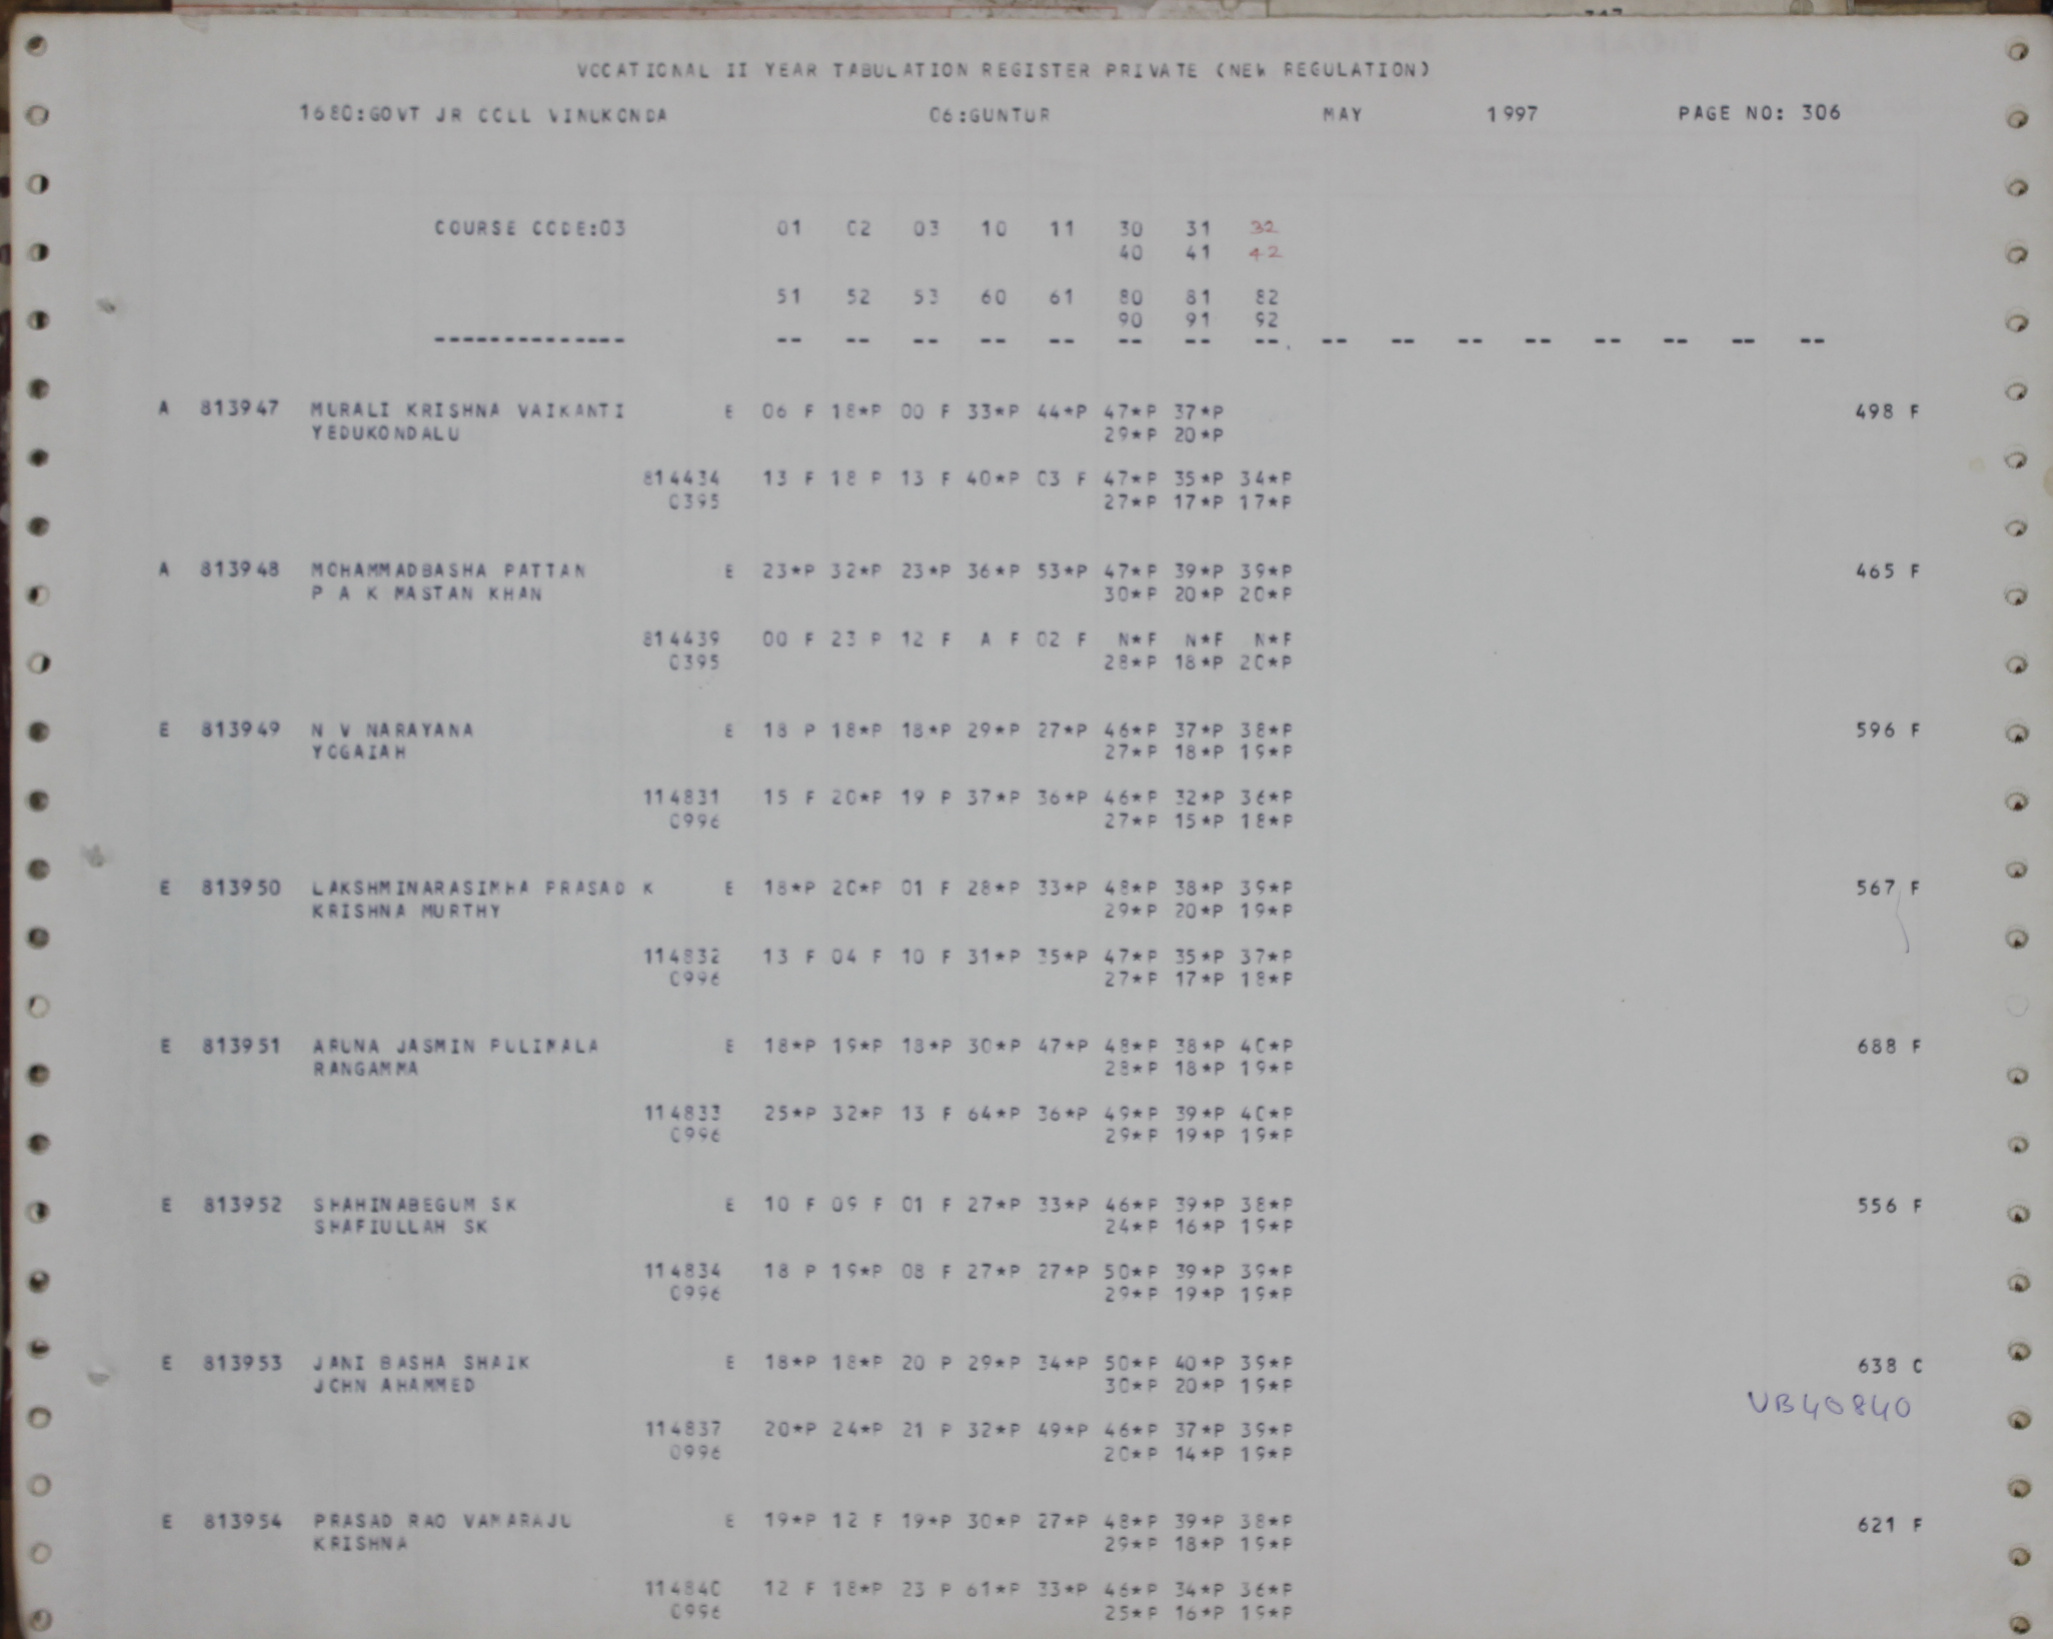 VOCATIONAL II YEAR TABULATION REGISTER PRIVATE (NEW REGULATION)
1680:GOVT JR COLL VINUKONDA 06:GUNTUR MAY 1997 PAGE NO: 306
COURSE CODE:03 01 02 03 10 11 30 31 32
40 41 42
51 52 53 60 61 80 81 82
90 91 92
-------------- -- -- -- -- -- -- -- -- -- -- -- -- -- -- -- --
A 813947 MURALI KRISHNA VAIKANTI E 06 F 18*P 00 F 33*P 44*P 47*P 37*P 498 F
YEDUKONDALU 29*P 20*P
814434 13 F 18 P 13 F 40*P 03 F 47*P 35*P 34*P
0395 27*P 17*P 17*P
A 813948 MOHAMMADBASHA PATTAN E 23*P 32*P 23*P 36*P 53*P 47*P 39*P 39*P 465 F
P A K MASTAN KHAN 30*P 20*P 20*P
814439 00 F 23 P 12 F A F 02 F N*F N*F N*F
0395 28*P 18*P 20*P
E 813949 N V NARAYANA E 18 P 18*P 18*P 29*P 27*P 46*P 37*P 38*P 596 F
YOGAIAH 27*P 18*P 19*P
114831 15 F 20*P 19 P 37*P 36*P 46*P 32*P 36*P
0996 27*P 15*P 18*P
E 813950 LAKSHMINARASIMHA PRASAD K E 18*P 20*P 01 F 28*P 33*P 48*P 38*P 39*P 567 F
KRISHNA MURTHY 29*P 20*P 19*P
114832 13 F 04 F 10 F 31*P 35*P 47*P 35*P 37*P
0996 27*P 17*P 18*P
E 813951 ARUNA JASMIN PULIMALA E 18*P 19*P 18*P 30*P 47*P 48*P 38*P 40*P 688 F
RANGAMMA 28*P 18*P 19*P
114833 25*P 32*P 13 F 64*P 36*P 49*P 39*P 40*P
0996 29*P 19*P 19*P
E 813952 SHAHINABEGUM SK E 10 F 09 F 01 F 27*P 33*P 46*P 39*P 38*P 556 F
SHAFIULLAH SK 24*P 16*P 19*P
114834 18 P 19*P 08 F 27*P 27*P 50*P 39*P 39*P
0996 29*P 19*P 19*P
E 813953 JANI BASHA SHAIK E 18*P 18*P 20 P 29*P 34*P 50*P 40*P 39*P 638 C
JOHN AHAMMED 30*P 20*P 19*P
VB40840
114837 20*P 24*P 21 P 32*P 49*P 46*P 37*P 39*P
0996 20*P 14*P 19*P
E 813954 PRASAD RAO VAMARAJU E 19*P 12 F 19*P 30*P 27*P 48*P 39*P 38*P 621 F
KRISHNA 29*P 18*P 19*P
114840 12 F 18*P 23 P 61*P 33*P 46*P 34*P 36*P
0996 25*P 16*P 19*P